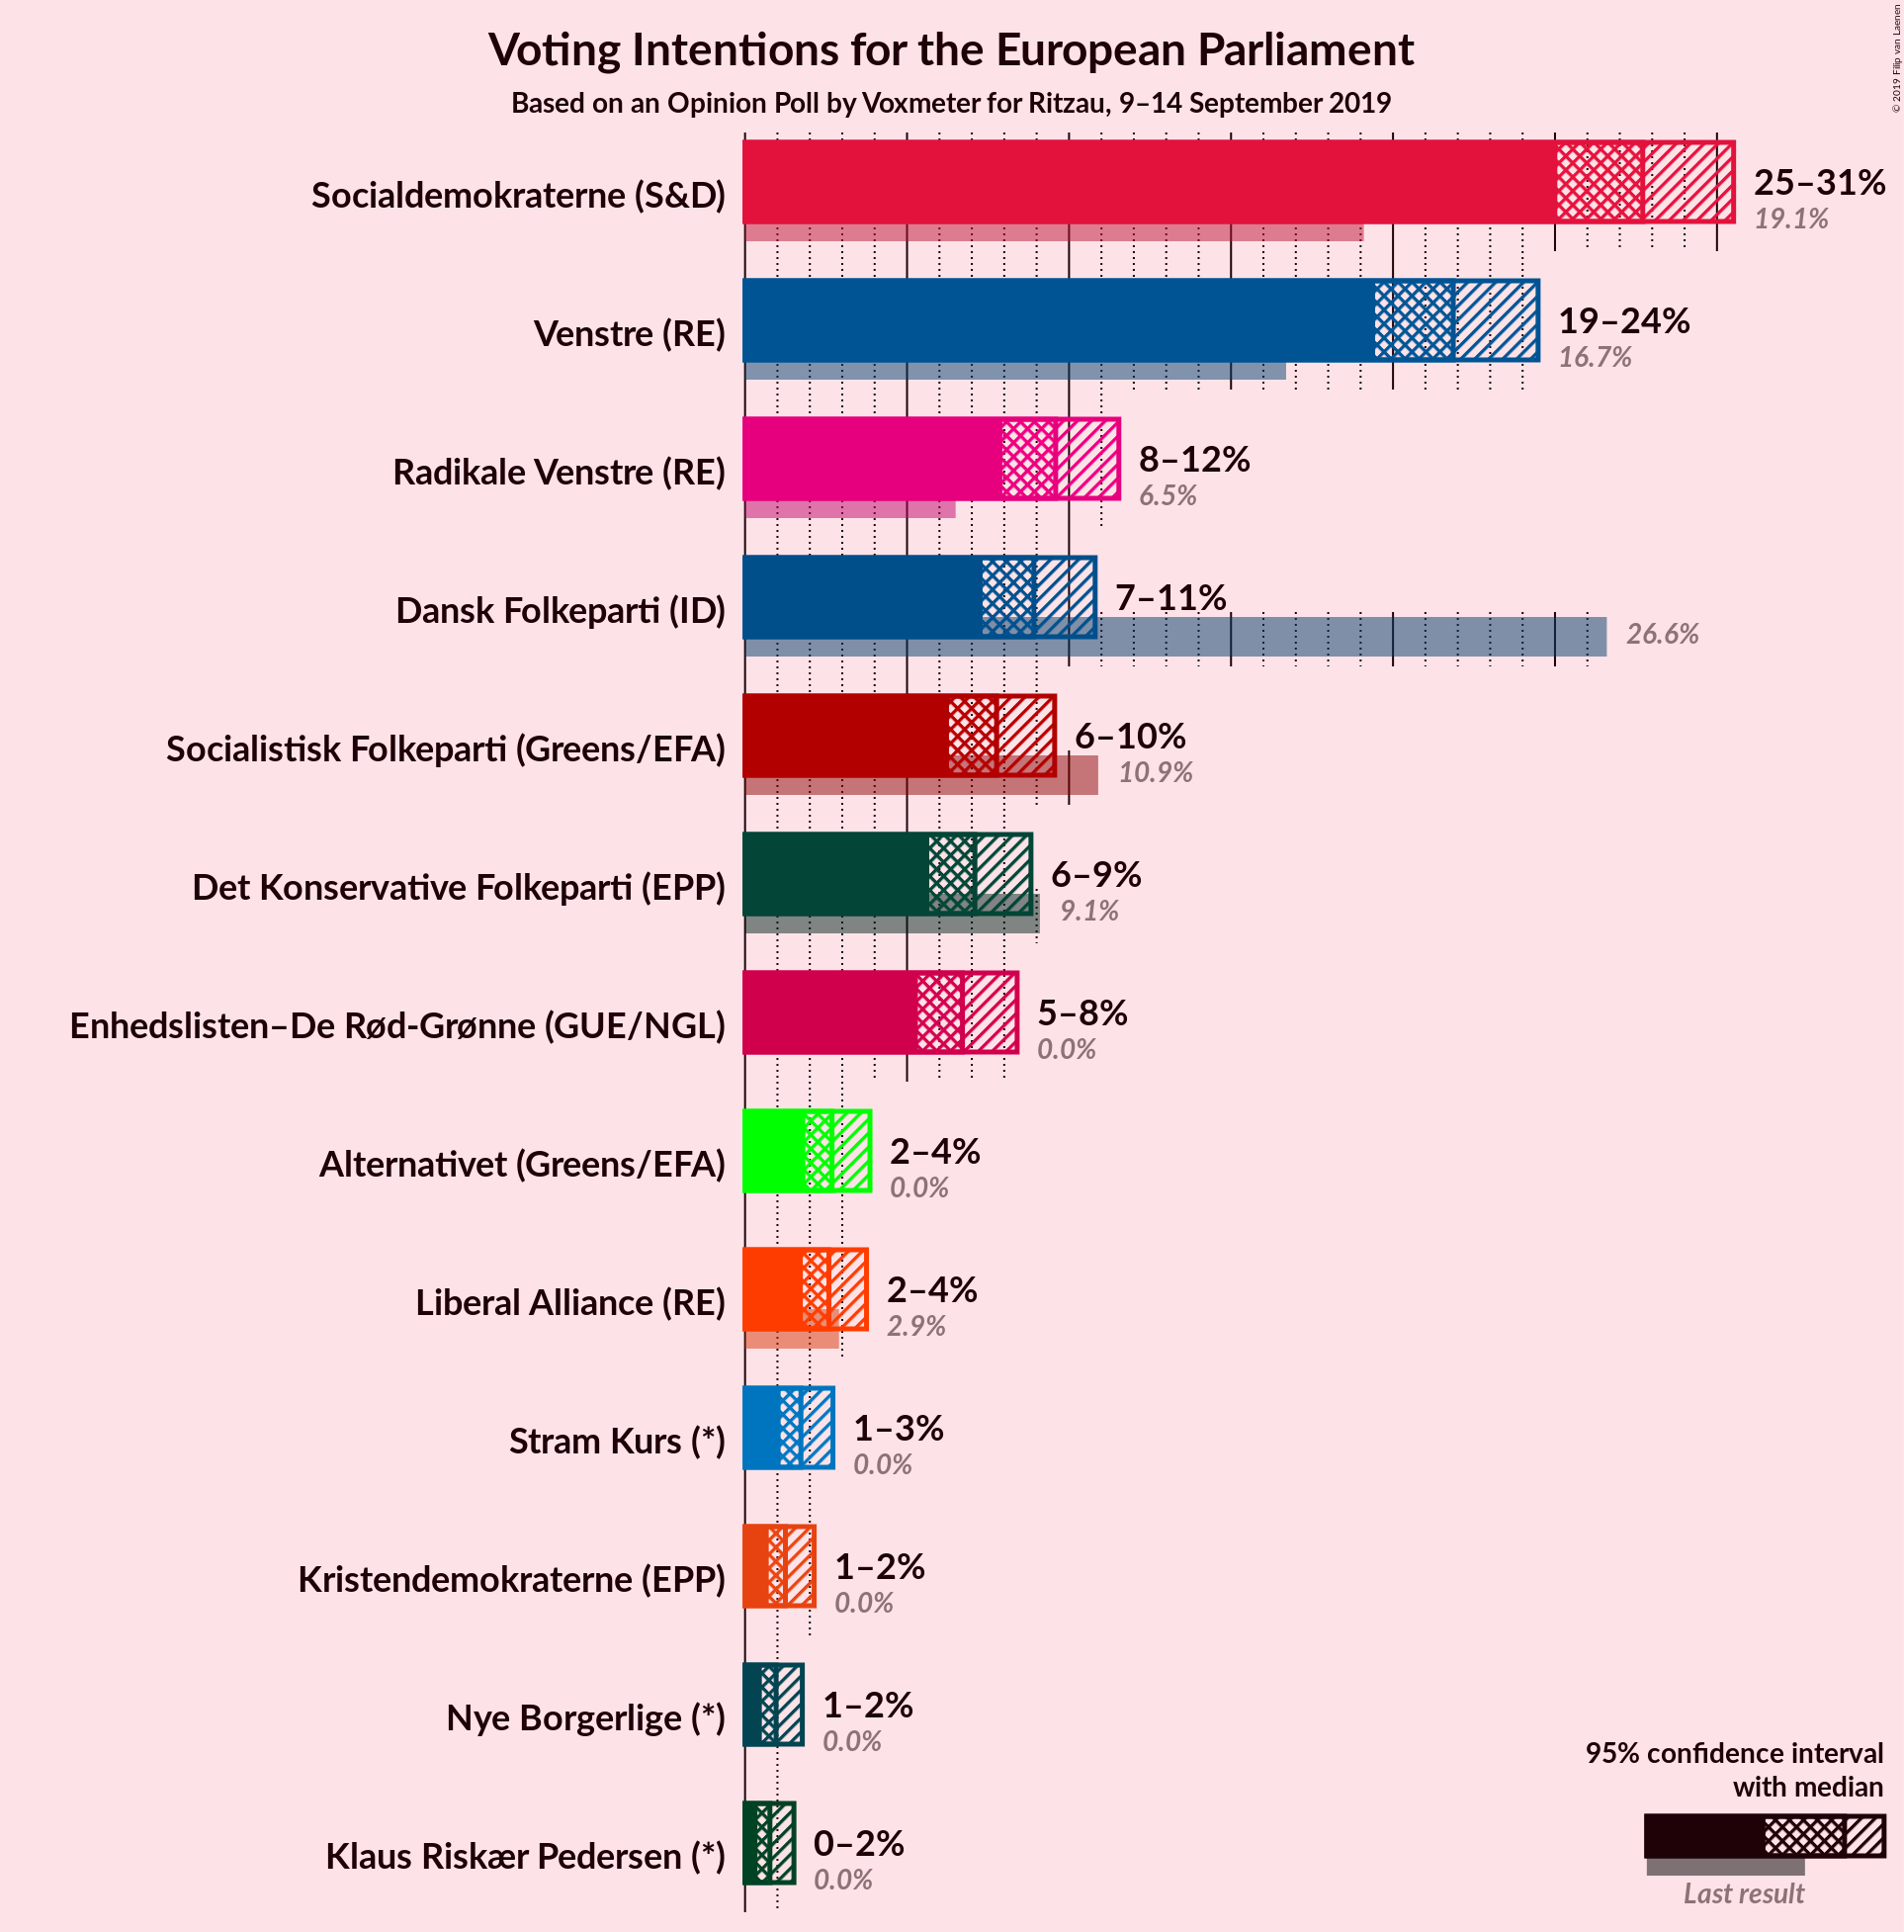 Voting Intentions for the European Parliament
Based on an Opinion Poll by Voxmeter for Ritzau, 9–14 September 2019
© 2019 Filip van Laenen
Socialdemokraterne (S&D)
25–31%
19.1%
Venstre (RE)
19–24%
16.7%
Radikale Venstre (RE)
8–12%
6.5%
Dansk Folkeparti (ID)
7–11%
26.6%
Socialistisk Folkeparti (Greens/EFA)
6–10%
10.9%
Det Konservative Folkeparti (EPP)
6–9%
9.1%
Enhedslisten–De Rød-Grønne (GUE/NGL)
5–8%
0.0%
Alternativet (Greens/EFA)
2–4%
0.0%
Liberal Alliance (RE)
2–4%
2.9%
Stram Kurs (*)
1–3%
0.0%
Kristendemokraterne (EPP)
1–2%
0.0%
Nye Borgerlige (*)
1–2%
0.0%
Klaus Riskær Pedersen (*)
0–2%
0.0%
95% confidence interval
with median
Last result